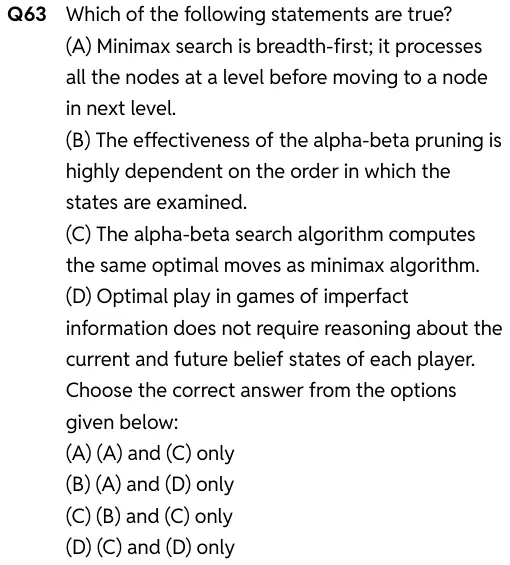 Q63 Which of the following statements are true?
(A) Minimax search is breadth-first; it processes
all the nodes at a level before moving to a node
in next level.
(B) The effectiveness of the alpha-beta pruning is
highly dependent on the order in which the
states are examined.
(C) The alpha-beta search algorithm computes
the same optimal moves as minimax algorithm.
(D) Optimal play in games of imperfact
information does not require reasoning about the
current and future belief states of each player.
Choose the correct answer from the options
given below:
(A) (A) and (C) only
(B) (A) and (D) only
(C) (B) and (C) only
(D) (C) and (D) only